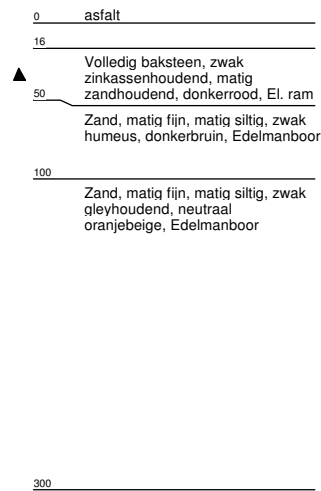 0 asfalt
16
Volledig baksteen, zwak
zinkassenhoudend, matig
50 zandhoudend, donkerrood, El. ram
Zand, matig fijn, matig siltig, zwak
humeus, donkerbruin, Edelmanboor
100
Zand, matig fijn, matig siltig, zwak
gleyhoudend, neutraal
oranjebeige, Edelmanboor
300